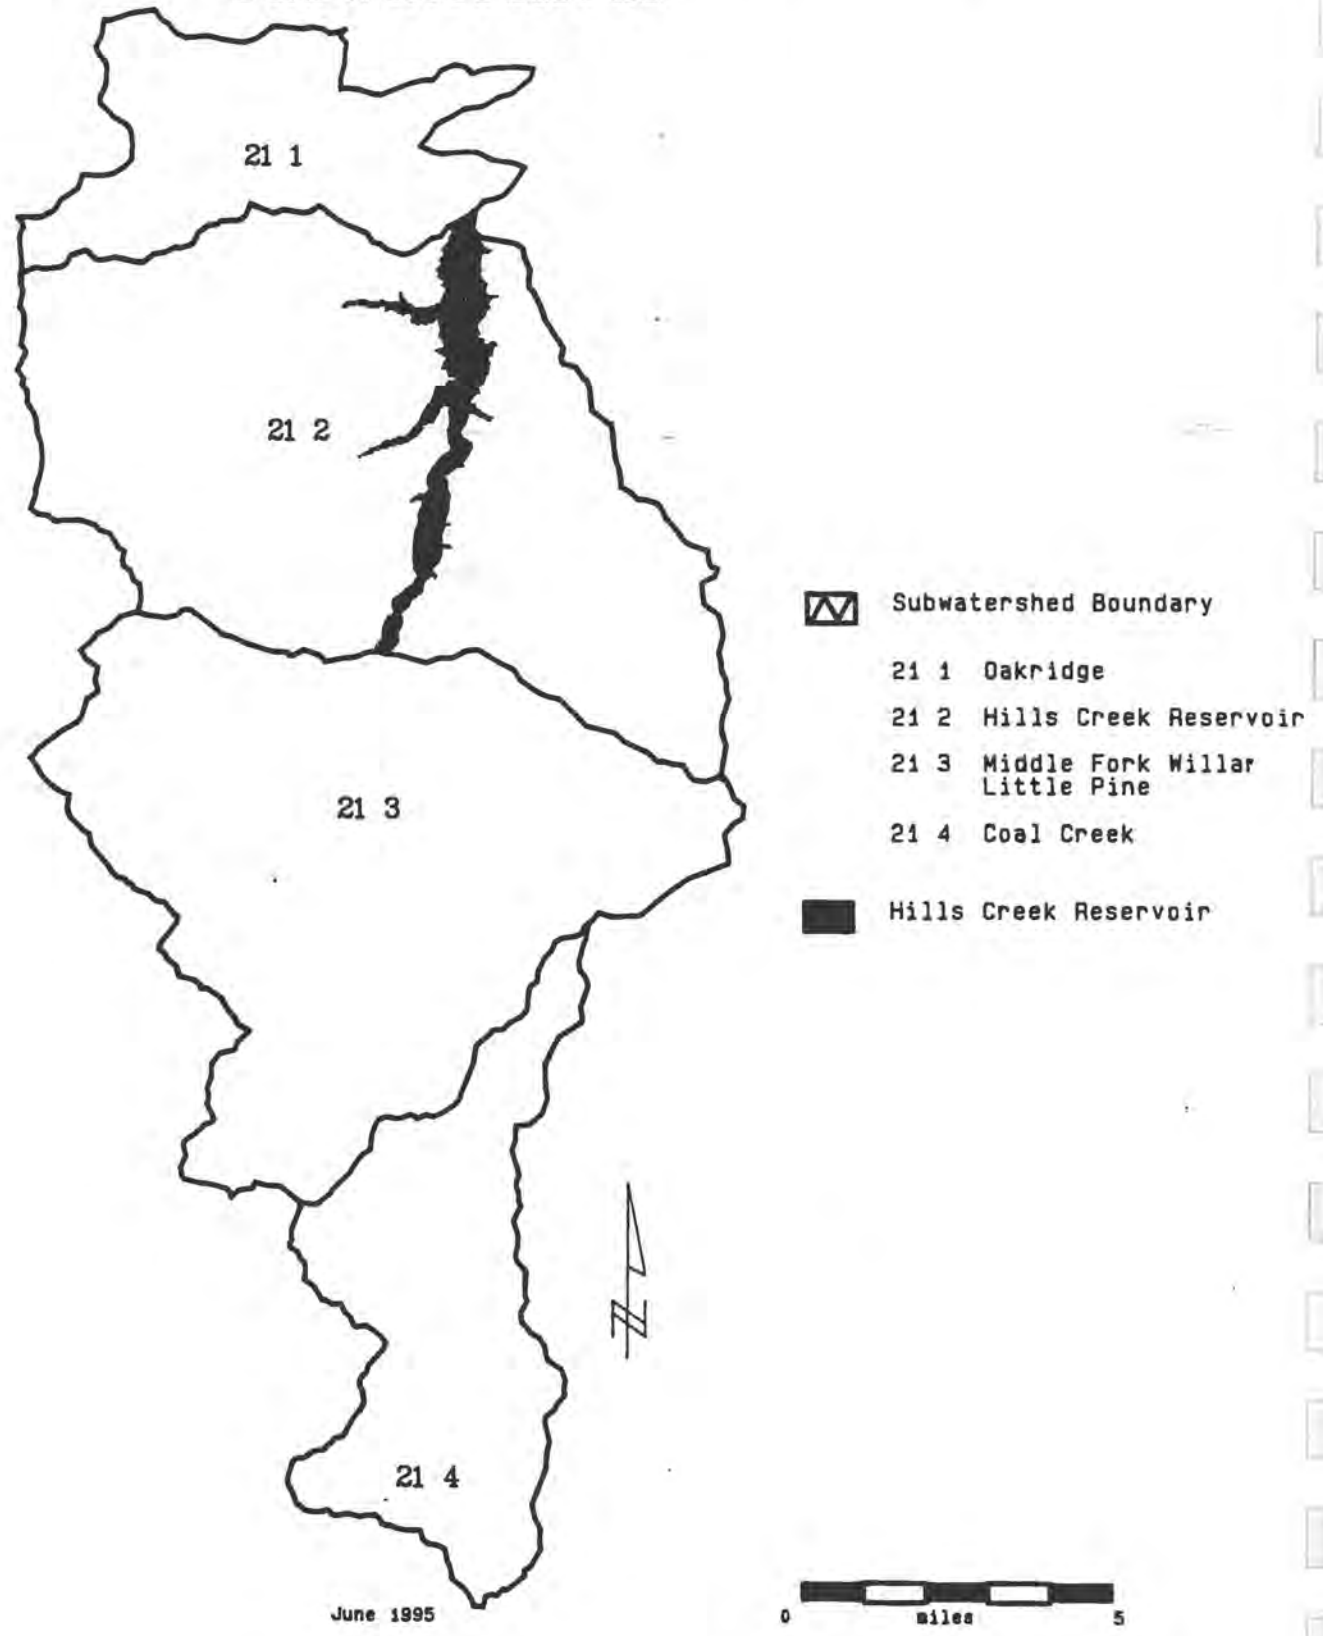 21 1
21 2
21 3
21 4
Subwatershed Boundary
21 1 Oakridge
21 2 Hills Creek Reservoir
21 3 Middle Fork Willar
Little Pine
21 4 Coal Creek
Hills Creek Reservoir
N
June 1995
0 miles 5